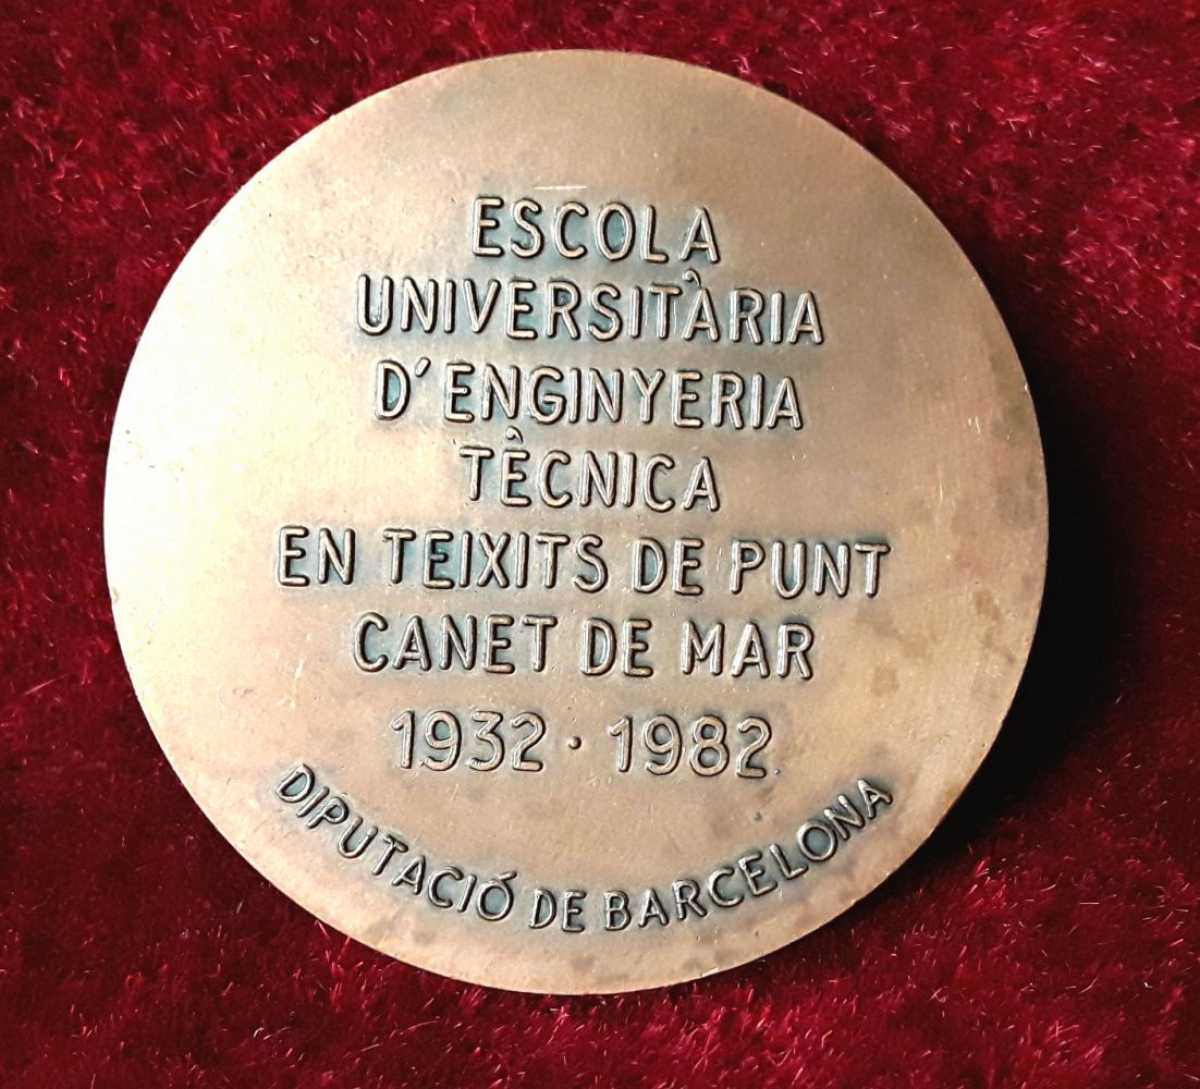 ESCOLA
UNIVERSITÀRIA
D'ENGINYERIA
TÈCNICA
EN TEIXITS DE PUNT
CANET DE MAR
1932 · 1982
DIPUTACIÓ DE BARCELONA